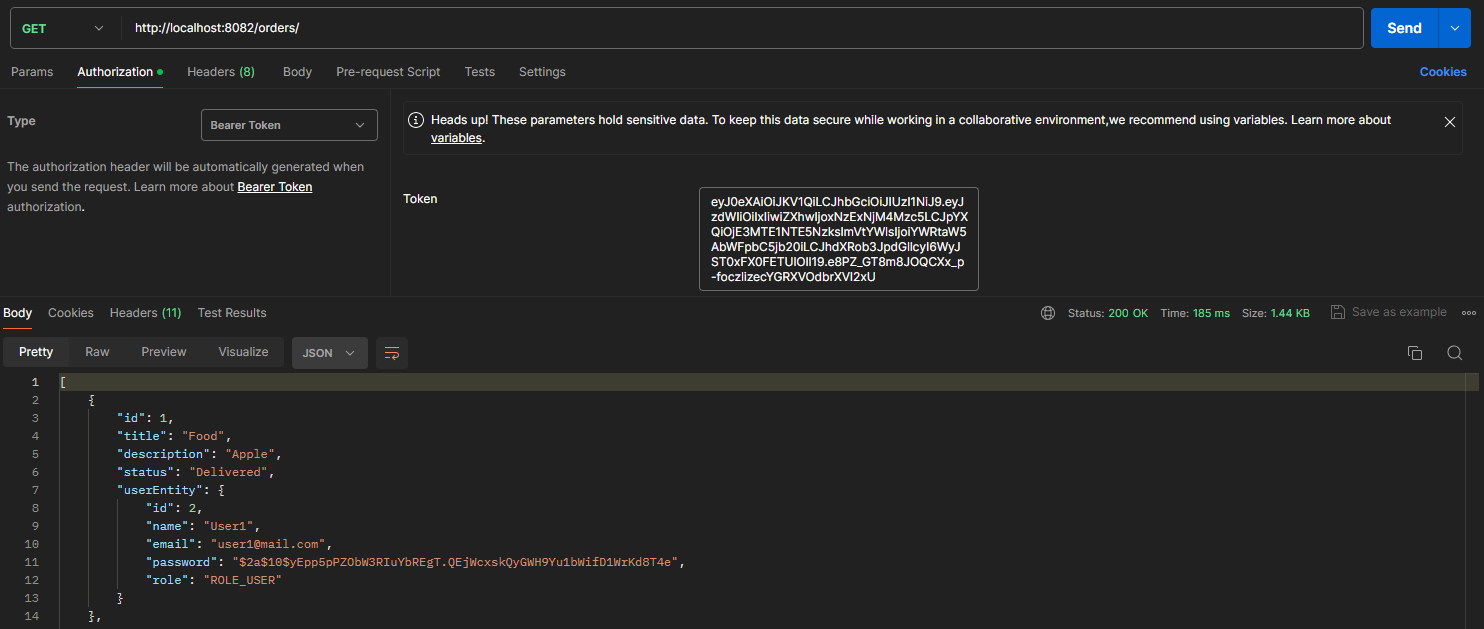 GET http://localhost:8082/orders/ Send
Params Authorization Headers (8) Body Pre-request Script Tests Settings Cookies
Type Bearer Token
The authorization header will be automatically generated when
you send the request. Learn more about Bearer Token
authorization.
Heads up! These parameters hold sensitive data. To keep this data secure while working in a collaborative environment,we recommend using variables. Learn more about
variables.
Token
Body Cookies Headers (11) Test Results Status: 200 OK Time: 185 ms Size: 1.44 KB Save as example
Pretty Raw Preview Visualize JSON
1 [
2 {
3 "id": 1,
4 "title": "Food",
5 "description": "Apple",
6 "status": "Delivered",
7 "userEntity": {
8 "id": 2,
9 "name": "User1",
10 "email": "user1@mail.com",
11 "password": "$2a$10$yEpp5pPZObW3RIuYbREgT.QEjWcxskQyGWH9Yu1bWifD1WrKd8T4e",
12 "role": "ROLE_USER"
13 }
14 },